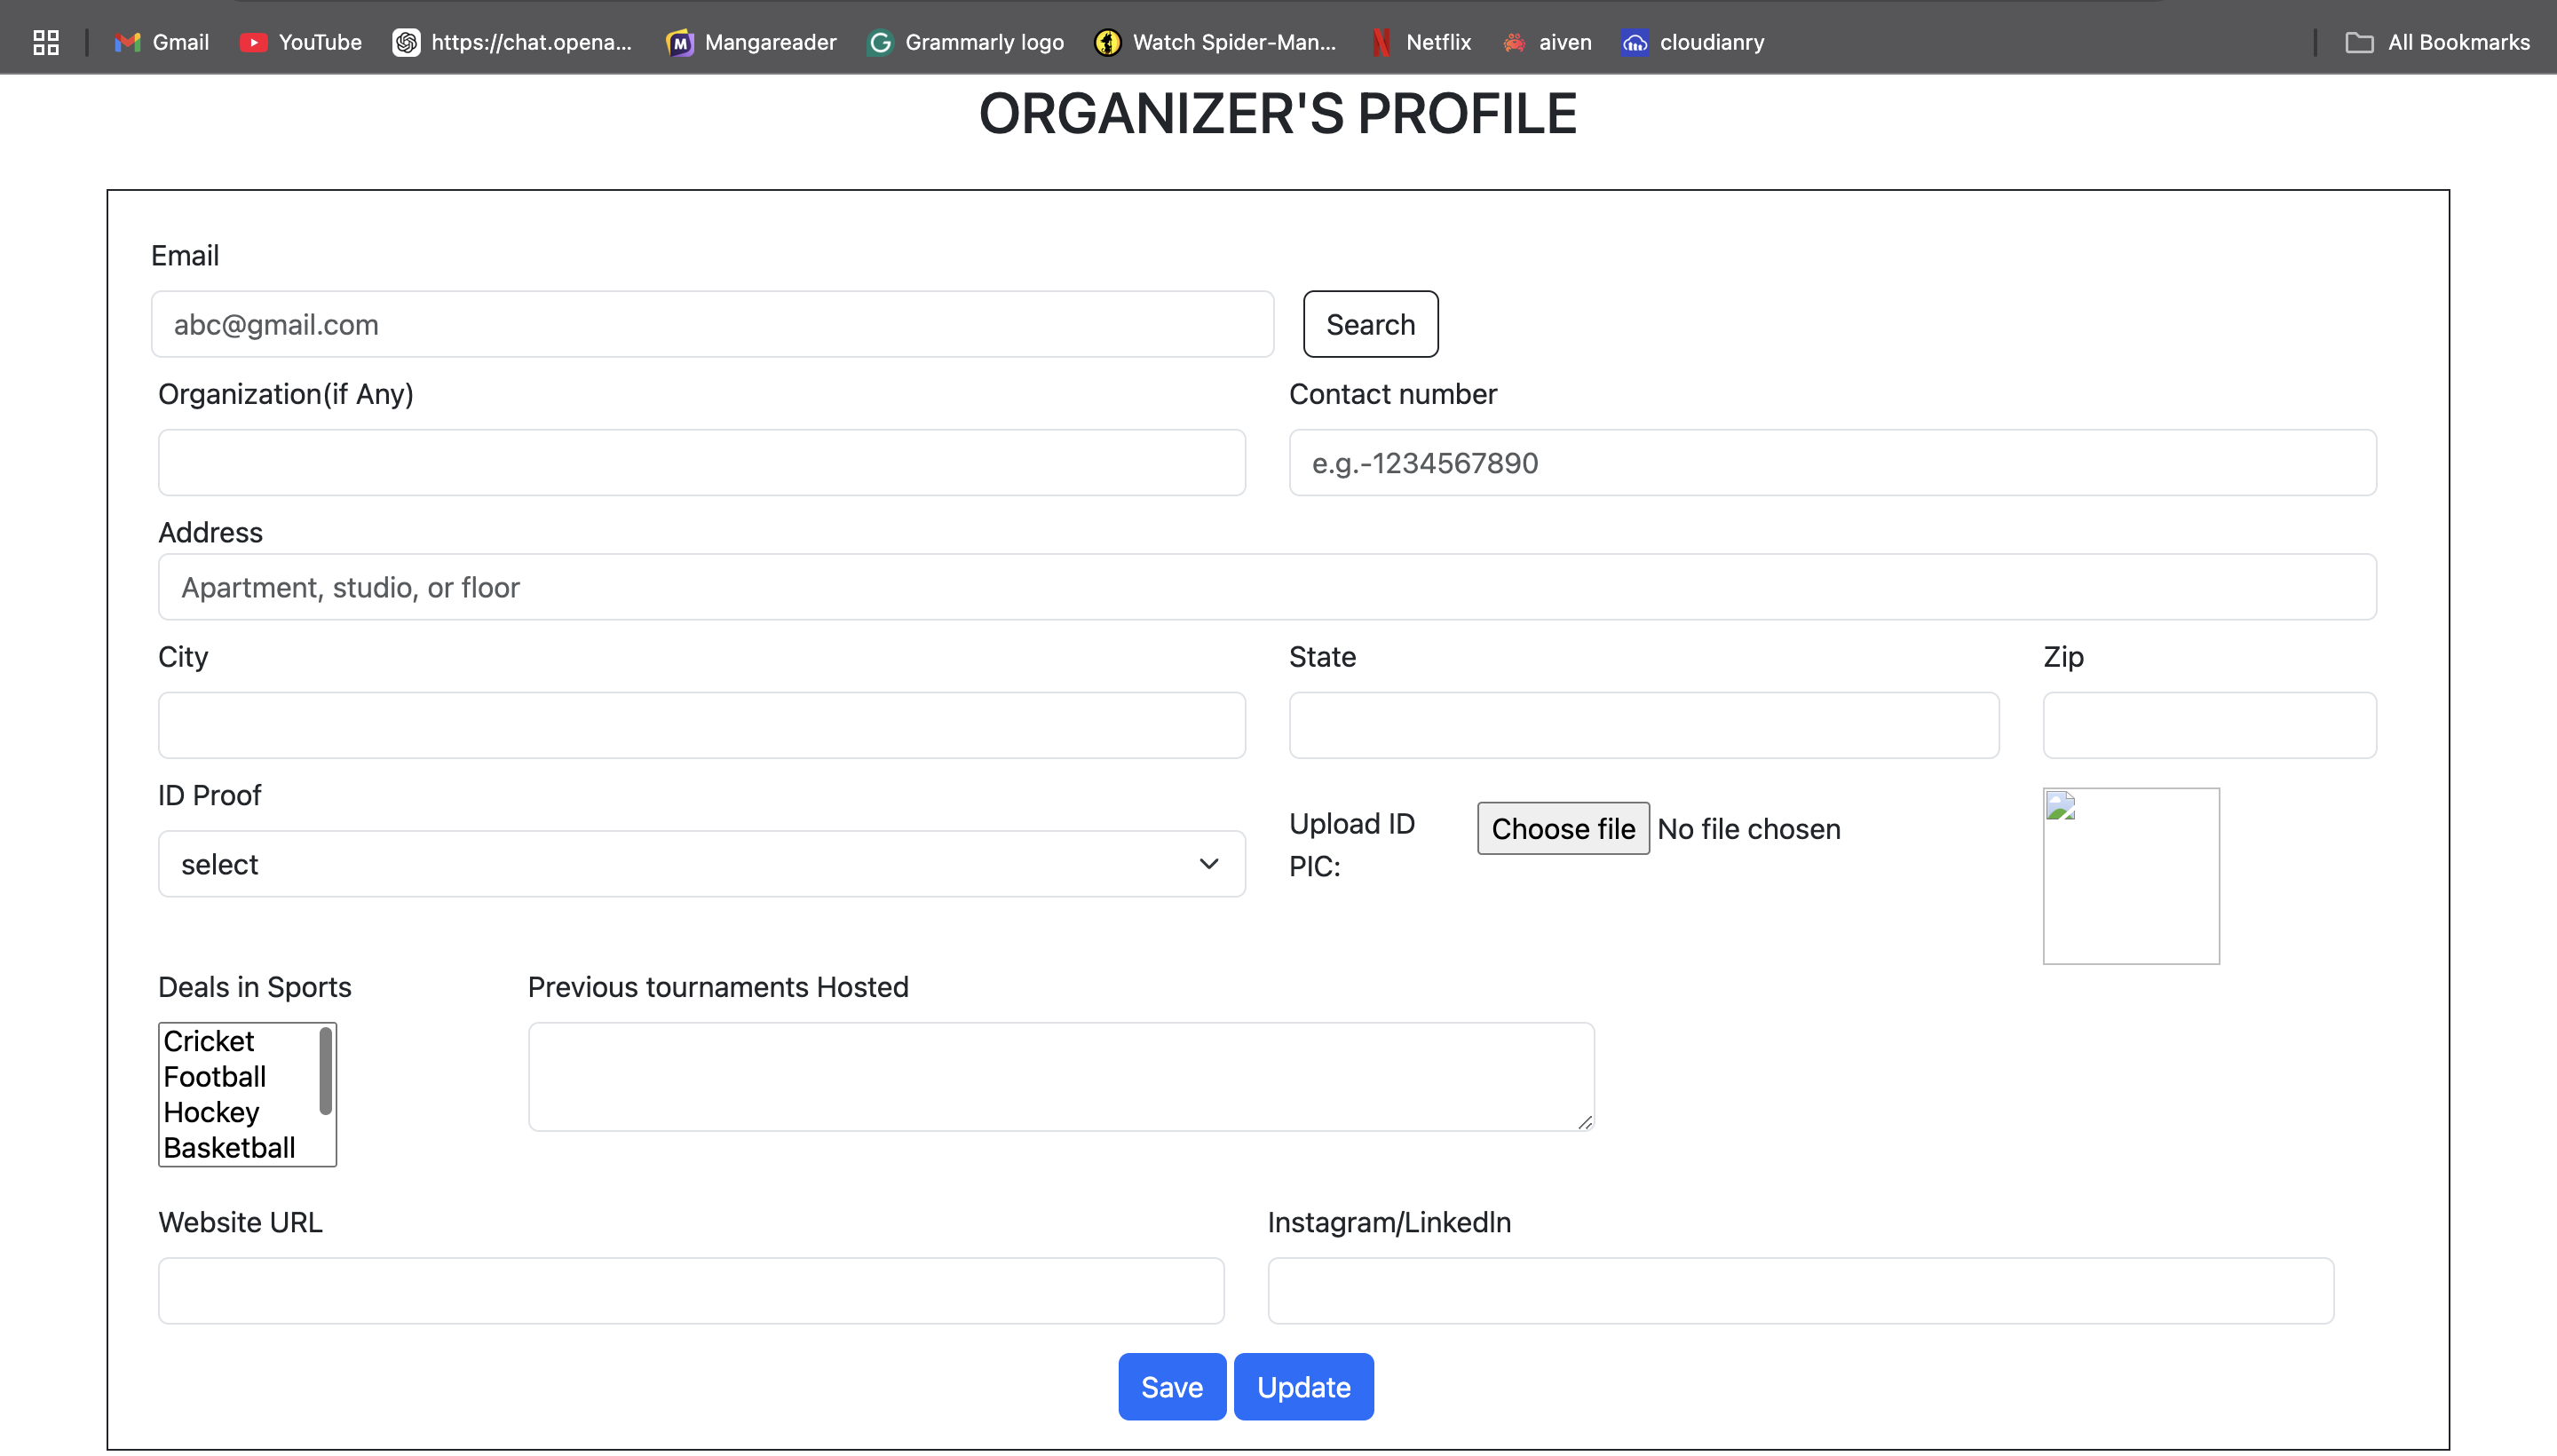 Gmail YouTube https://chat.opena... Mangareader Grammarly logo Watch Spider-Man... Netflix aiven cloudianry All Bookmarks
ORGANIZER'S PROFILE
Email
abc@gmail.com Search
Organization(if Any) Contact number
e.g.-1234567890
Address
Apartment, studio, or floor
City State Zip
ID Proof
select
Upload ID
PIC:
Choose file No file chosen
Deals in Sports Previous tournaments Hosted
Cricket
Football
Hockey
Basketball
Website URL Instagram/LinkedIn
Save Update